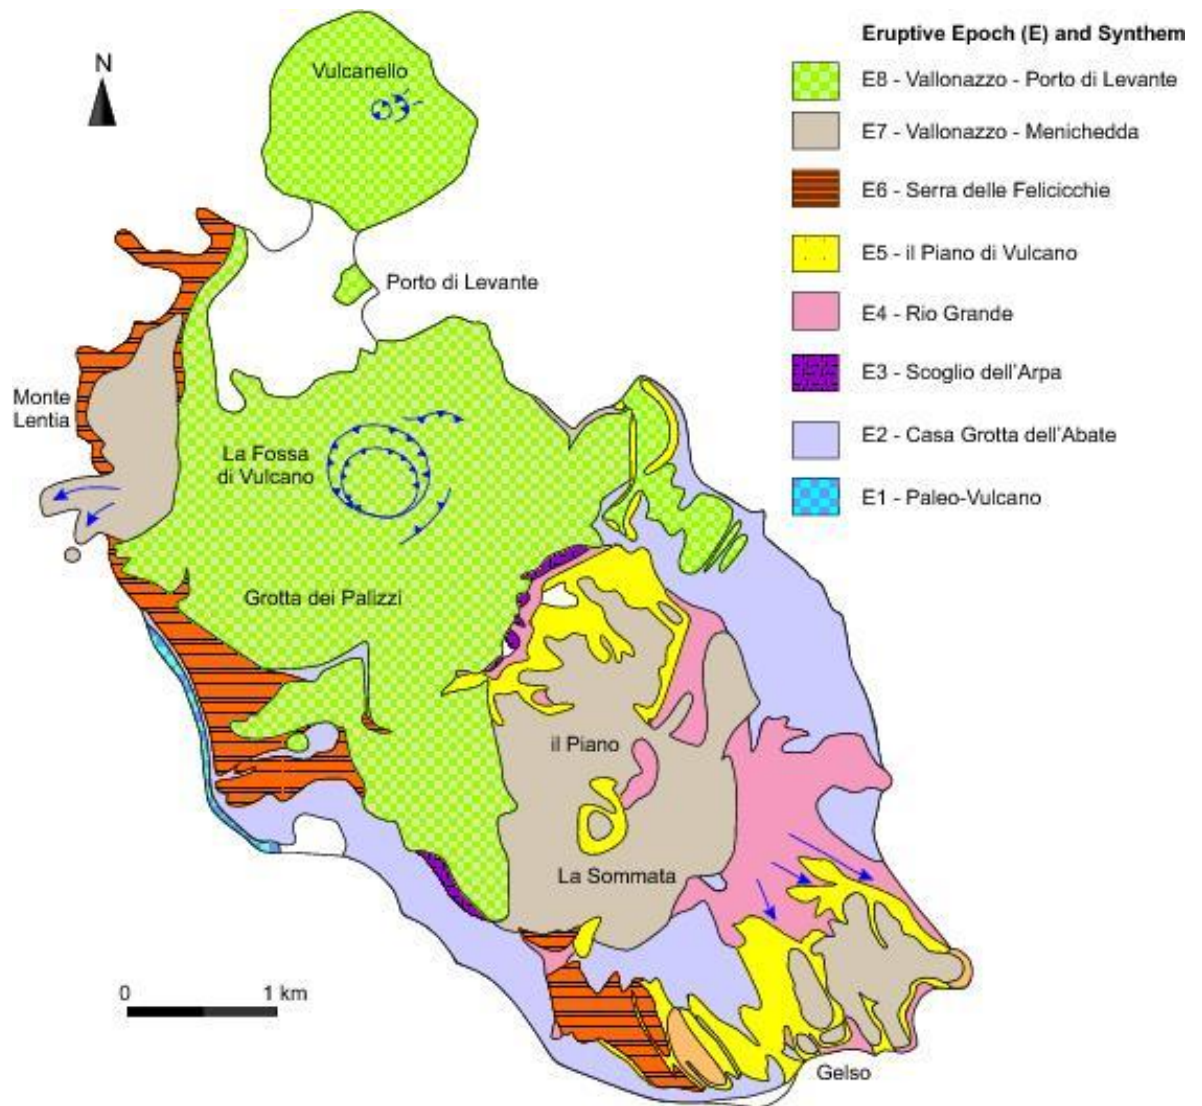 Eruptive Epoch (E) and Synthem
E8 - Vallonazzo - Porto di Levante
E7 - Vallonazzo - Menichedda
E6 - Serra delle Felicicchie
E5 - il Piano di Vulcano
E4 - Rio Grande
E3 - Scoglio dell'Arpa
E2 - Casa Grotta dell'Abate
E1 - Paleo-Vulcano
N
Vulcanello
Porto di Levante
Monte
Lentia
La Fossa
di Vulcano
Grotta dei Palizzi
il Piano
La Sommata
0 1 km
Gelso